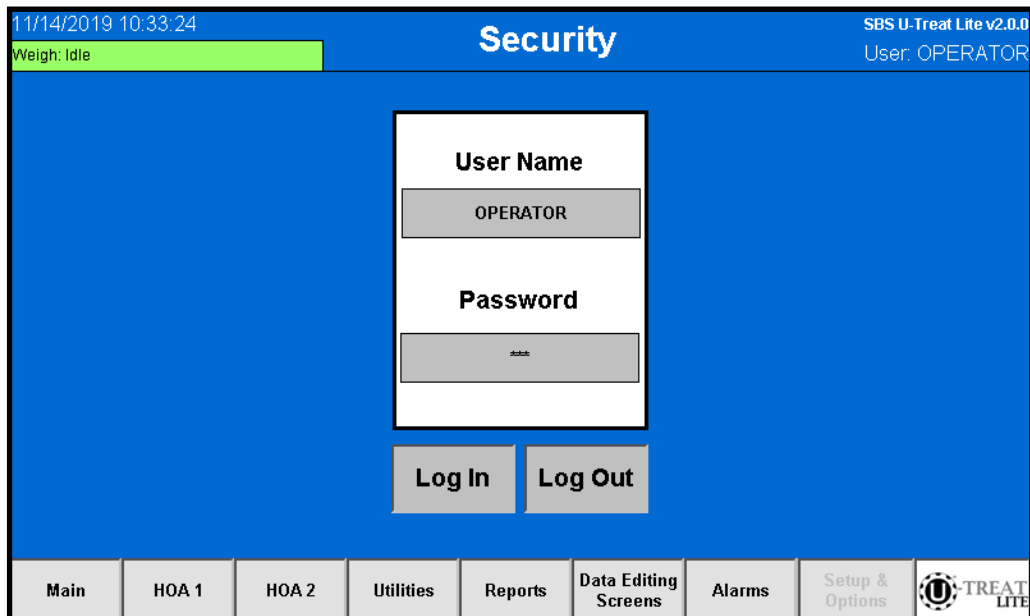 11/14/2019 10:33:24
Security
SBS U-Treat Lite v2.0.0
Weigh: Idle
User: OPERATOR
User Name
OPERATOR
Password
***
Log In
Log Out
Main
HOA 1
HOA 2
Utilities
Reports
Data Editing
Screens
Alarms
Setup &
Options
U-TREAT
LITE